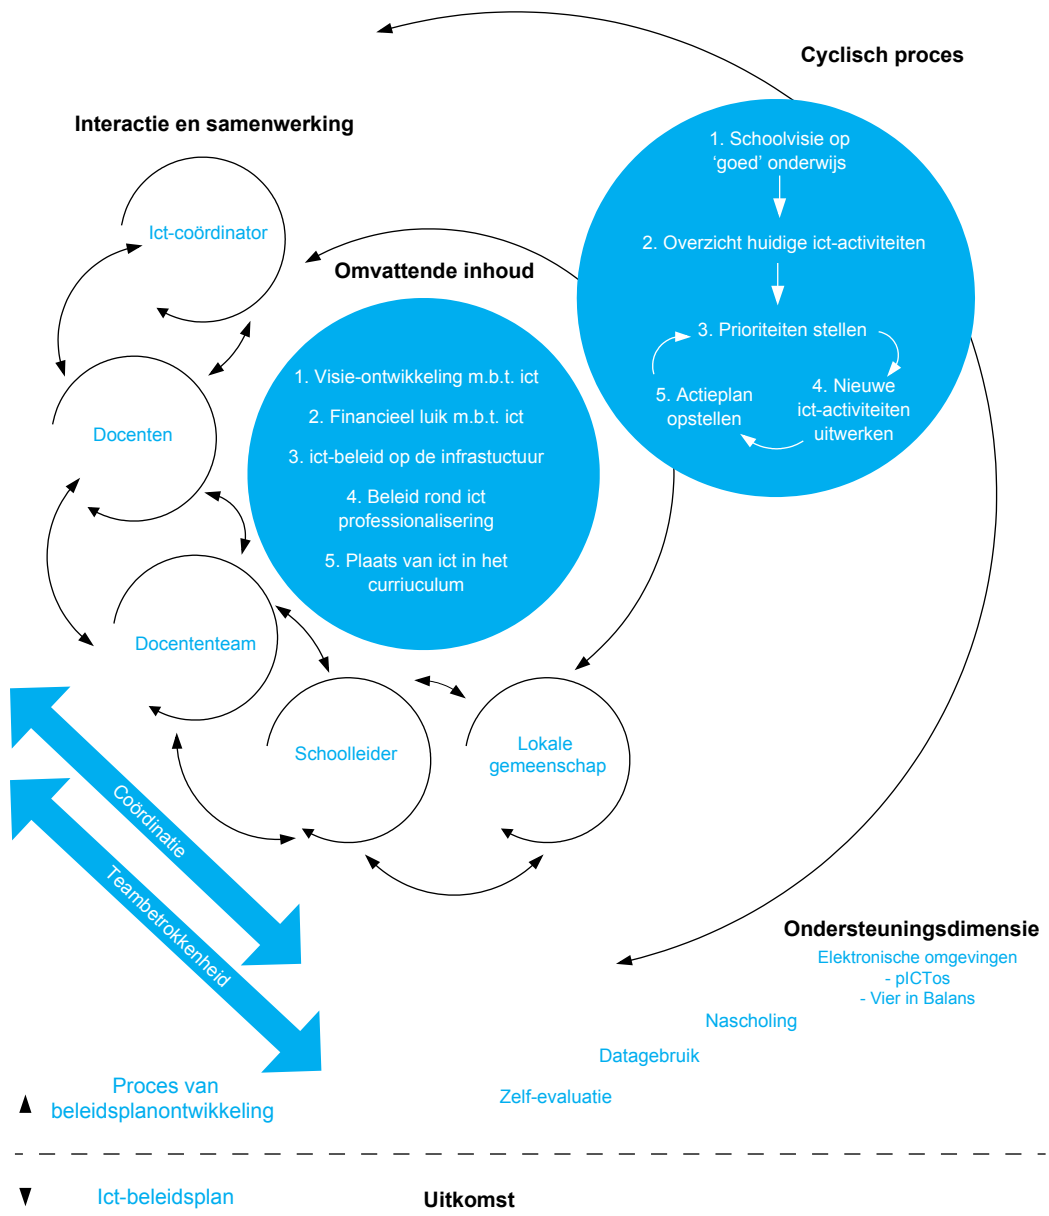 Cyclisch proces
1. Schoolvisie op
‘goed’ onderwijs
2. Overzicht huidige ict-activiteiten
3. Prioriteiten stellen
4. Nieuwe
ict-activiteiten
uitwerken
5. Actieplan
opstellen
Interactie en samenwerking
Ict-coördinator
Docenten
Docententeam
Schoolleider
Lokale
gemeenschap
Omvattende inhoud
1. Visie-ontwikkeling m.b.t. ict
2. Financieel luik m.b.t. ict
3. ict-beleid op de infrastuctuur
4. Beleid rond ict
professionalisering
5. Plaats van ict in het
curriuculum
Coördinatie
Teambetrokkenheid
Ondersteuningsdimensie
Elektronische omgevingen
- pICTos
- Vier in Balans
Nascholing
Datagebruik
Zelf-evaluatie
Proces van
beleidsplanontwikkeling
Ict-beleidsplan
Uitkomst